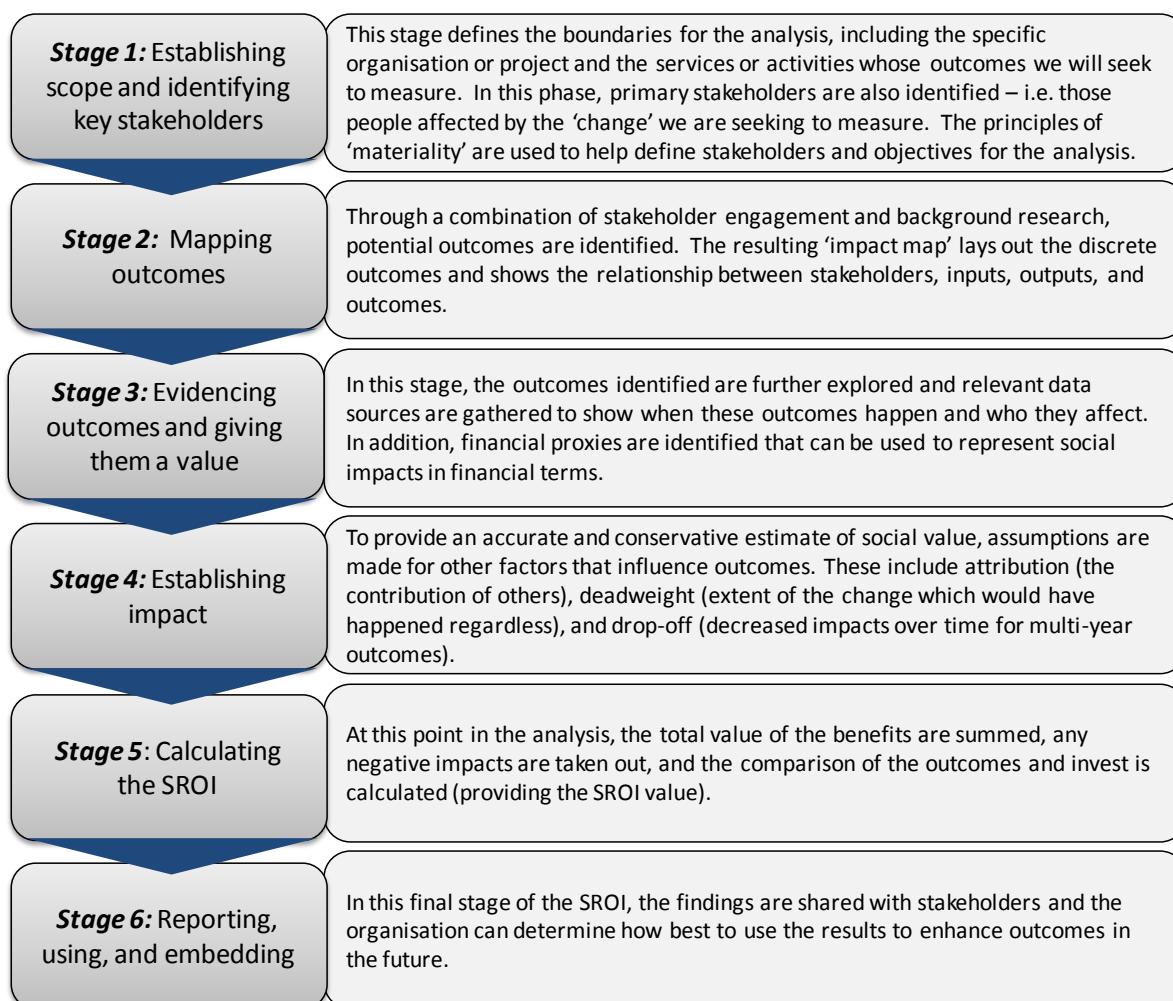 Stage 1: Establishing
scope and identifying
key stakeholders
This stage defines the boundaries for the analysis, including the specific
organisation or project and the services or activities whose outcomes we will seek
to measure. In this phase, primary stakeholders are also identified – i.e. those
people affected by the ‘change’ we are seeking to measure. The principles of
‘materiality’ are used to help define stakeholders and objectives for the analysis.
Stage 2: Mapping
outcomes
Through a combination of stakeholder engagement and background research,
potential outcomes are identified. The resulting ‘impact map’ lays out the discrete
outcomes and shows the relationship between stakeholders, inputs, outputs, and
outcomes.
Stage 3: Evidencing
outcomes and giving
them a value
In this stage, the outcomes identified are further explored and relevant data
sources are gathered to show when these outcomes happen and who they affect.
In addition, financial proxies are identified that can be used to represent social
impacts in financial terms.
Stage 4: Establishing
impact
To provide an accurate and conservative estimate of social value, assumptions are
made for other factors that influence outcomes. These include attribution (the
contribution of others), deadweight (extent of the change which would have
happened regardless), and drop-off (decreased impacts over time for multi-year
outcomes).
Stage 5: Calculating
the SROI
At this point in the analysis, the total value of the benefits are summed, any
negative impacts are taken out, and the comparison of the outcomes and invest is
calculated (providing the SROI value).
Stage 6: Reporting,
using, and embedding
In this final stage of the SROI, the findings are shared with stakeholders and the
organisation can determine how best to use the results to enhance outcomes in
the future.